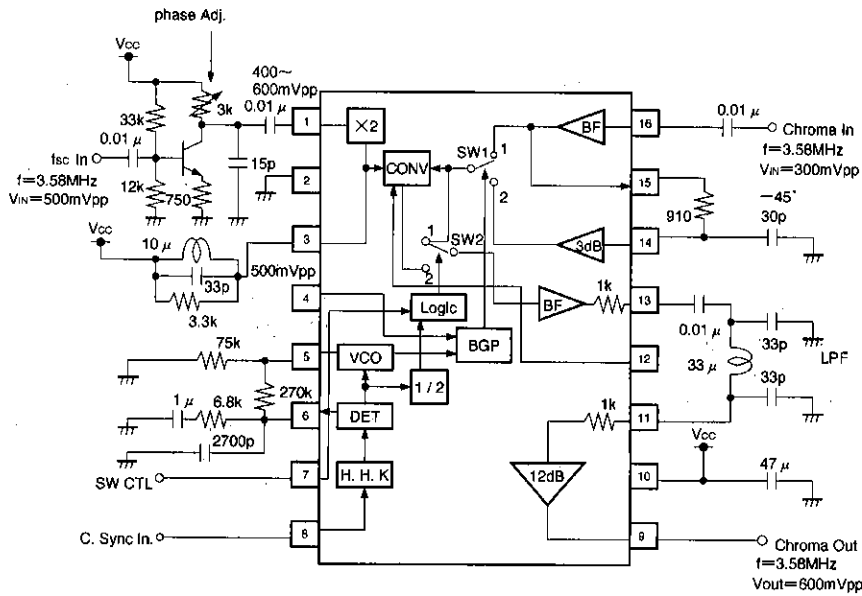 phase Adj.
Vcc
400~
600mVpp
33k
3k
0.01 μ
1
×2
0.01 μ
fsc In
f=3.58MHz
VIN=500mVpp
12k
750
15p
2
CONV
SW1
1
2
BF
16
0.01 μ
Chroma In
f=3.58MHz
VIN=300mVpp
15
910
−45°
30p
3dB
14
Vcc
10 μ
33p
3.3k
500mVpp
3
1
SW2
2
4
Logic
BF
1k
13
0.01 μ
33p
LPF
33 μ
33p
75k
5
VCO
BGP
12
270k
1/2
1 μ
6.8k
6
DET
1k
11
2700p
Vcc
SW CTL
7
H. H. K
12dB
10
47 μ
C. Sync In.
8
9
Chroma Out
f=3.58MHz
Vout=600mVpp